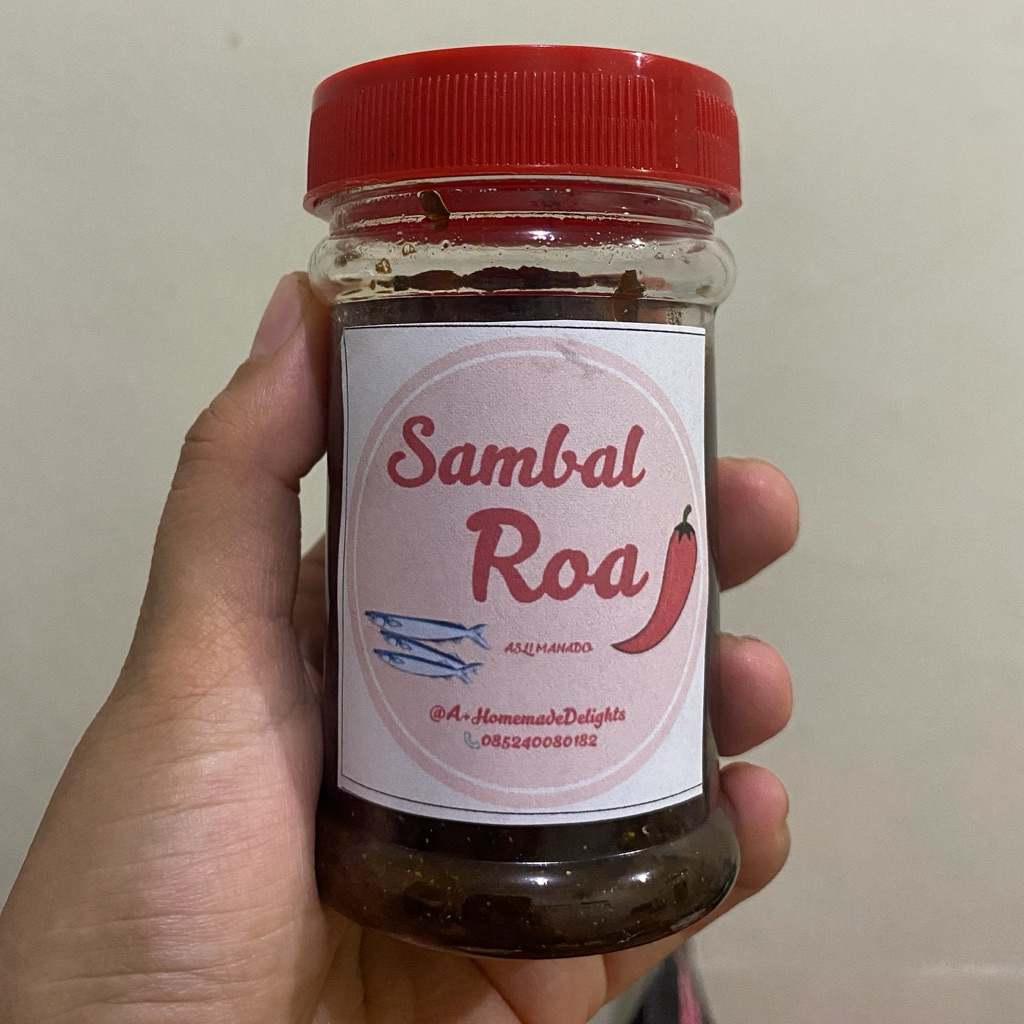 Sambal
Roa
ASLI MANADO
@A+HomemadeDelights
085240080182